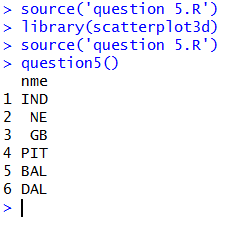 > source('question 5.R')
> library(scatterplot3d)
> source('question 5.R')
> question5()
  nme
1 IND
2  NE
3  GB
4 PIT
5 BAL
6 DAL
>